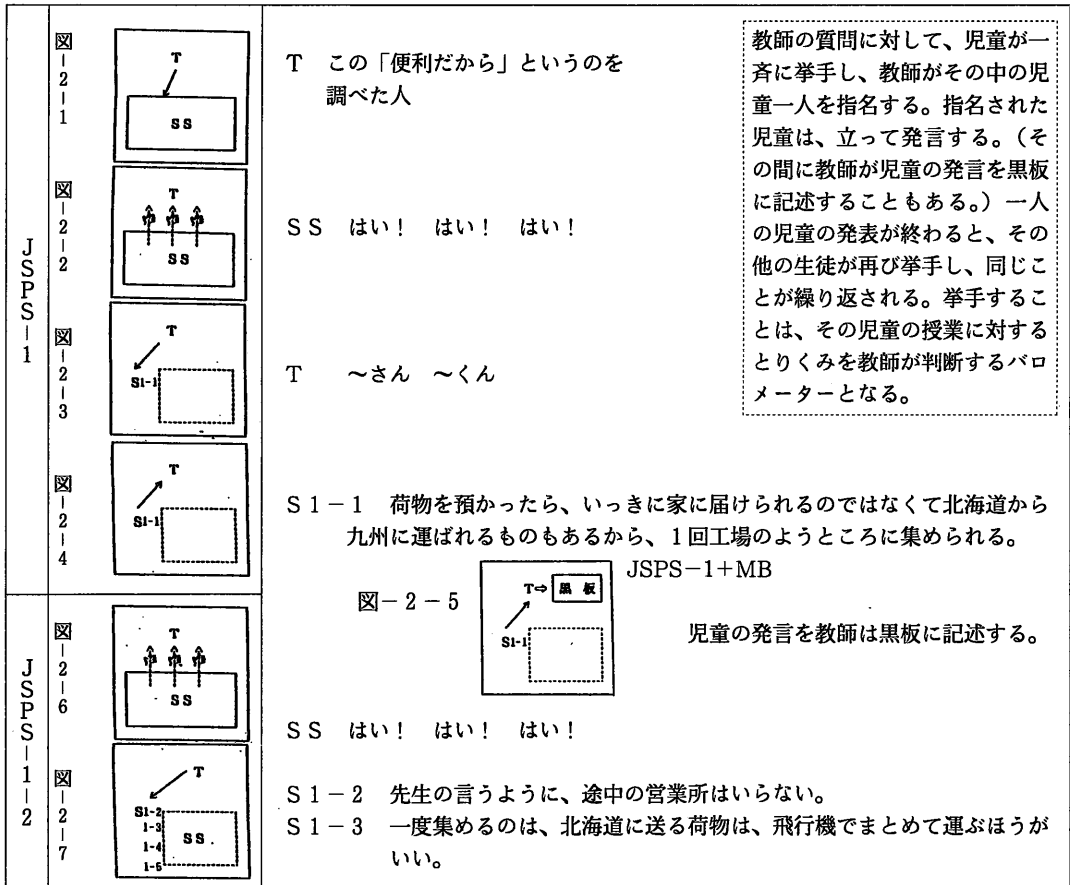 JSPS－1
図－2－1
T
SS
T　この「便利だから」というのを
調べた人
教師の質問に対して、児童が一
斉に挙手し、教師がその中の児
童一人を指名する。指名された
児童は、立って発言する。（そ
の間に教師が児童の発言を黒板
に記述することもある。）一人
の児童の発表が終わると、その
他の生徒が再び挙手し、同じこ
とが繰り返される。挙手するこ
とは、その児童の授業に対する
とりくみを教師が判断するバロ
メーターとなる。
図－2－2
T
SS
SS　はい！　はい！　はい！
図－2－3
T
S1-1
T　～さん　～くん
図－2－4
T
S1-1
S1－1　荷物を預かったら、いっきに家に届けられるのではなくて北海道から
九州に運ばれるものもあるから、1回工場のようところに集められる。
図－2－5
T⇨ 黒 板
S1-1
JSPS－1＋MB
児童の発言を教師は黒板に記述する。
JSPS－1－2
図－2－6
T
SS
SS　はい！　はい！　はい！
図－2－7
T
S1-2
1-3
1-4
1-5
SS
S1－2　先生の言うように、途中の営業所はいらない。
S1－3　一度集めるのは、北海道に送る荷物は、飛行機でまとめて運ぶほうが
いい。